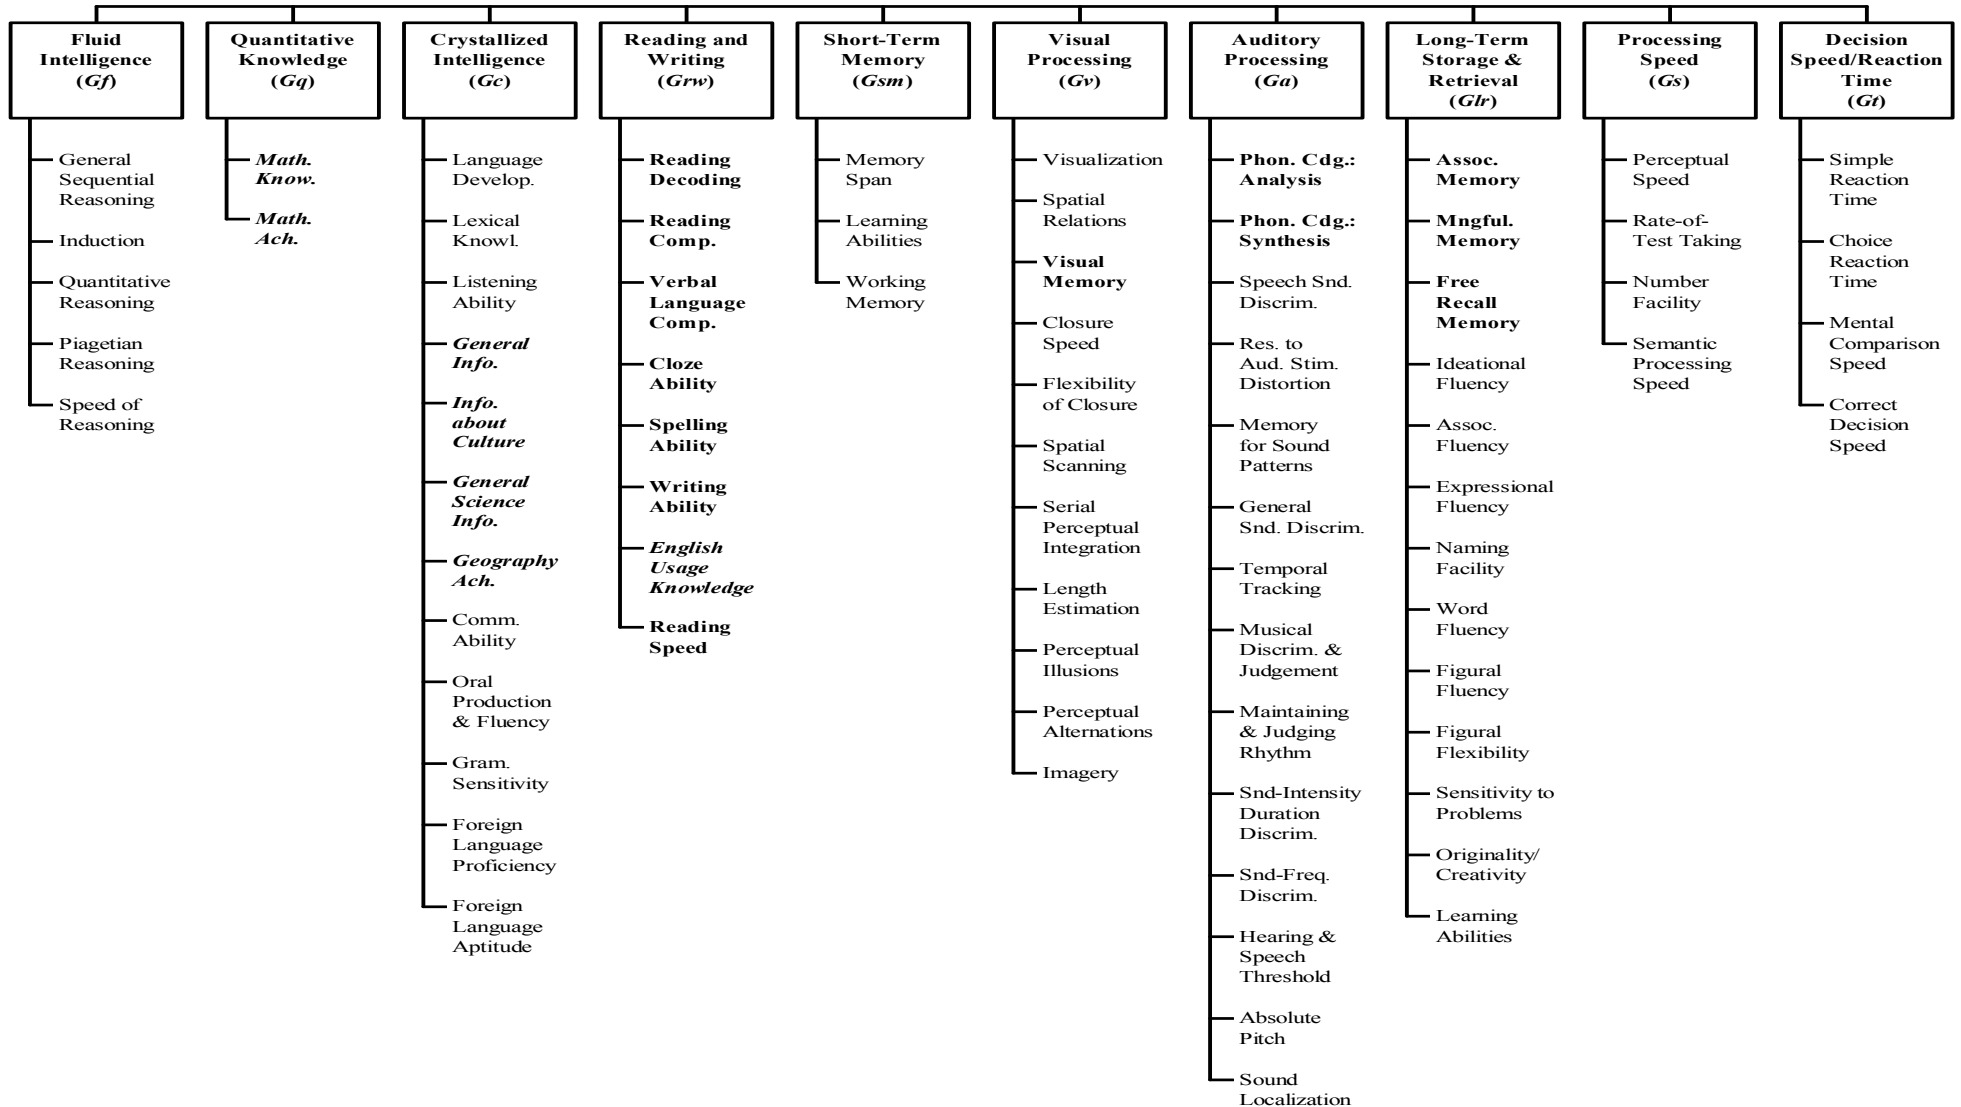 Fluid
Intelligence
(Gf)
General
Sequential
Reasoning
Induction
Quantitative
Reasoning
Piagetian
Reasoning
Speed of
Reasoning
Quantitative
Knowledge
(Gq)
Math.
Know.
Math.
Ach.
Crystallized
Intelligence
(Gc)
Language
Develop.
Lexical
Knowl.
Listening
Ability
General
Info.
Info.
about
Culture
General
Science
Info.
Geography
Ach.
Comm.
Ability
Oral
Production
& Fluency
Gram.
Sensitivity
Foreign
Language
Proficiency
Foreign
Language
Aptitude
Reading and
Writing
(Grw)
Reading
Decoding
Reading
Comp.
Verbal
Language
Comp.
Cloze
Ability
Spelling
Ability
Writing
Ability
English
Usage
Knowledge
Reading
Speed
Short-Term
Memory
(Gsm)
Memory
Span
Learning
Abilities
Working
Memory
Visual
Processing
(Gv)
Visualization
Spatial
Relations
Visual
Memory
Closure
Speed
Flexibility
of Closure
Spatial
Scanning
Serial
Perceptual
Integration
Length
Estimation
Perceptual
Illusions
Perceptual
Alternations
Imagery
Auditory
Processing
(Ga)
Phon. Cdg.:
Analysis
Phon. Cdg.:
Synthesis
Speech Snd.
Discrim.
Res. to
Aud. Stim.
Distortion
Memory
for Sound
Patterns
General
Snd. Discrim.
Temporal
Tracking
Musical
Discrim. &
Judgement
Maintaining
& Judging
Rhythm
Snd-Intensity
Duration
Discrim.
Snd-Freq.
Discrim.
Hearing &
Speech
Threshold
Absolute
Pitch
Sound
Localization
Long-Term
Storage &
Retrieval
(Glr)
Assoc.
Memory
Mngful.
Memory
Free
Recall
Memory
Ideational
Fluency
Assoc.
Fluency
Expressional
Fluency
Naming
Facility
Word
Fluency
Figural
Fluency
Figural
Flexibility
Sensitivity to
Problems
Originality/
Creativity
Learning
Abilities
Processing
Speed
(Gs)
Perceptual
Speed
Rate-of-
Test Taking
Number
Facility
Semantic
Processing
Speed
Decision
Speed/Reaction
Time
(Gt)
Simple
Reaction
Time
Choice
Reaction
Time
Mental
Comparison
Speed
Correct
Decision
Speed